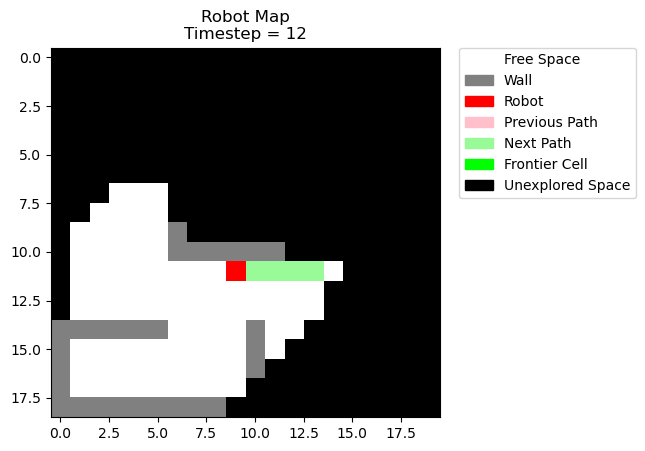 Robot Map
Timestep = 12
0.0
2.5
5.0
7.5
10.0
12.5
15.0
17.5
0.0
2.5
5.0
7.5
10.0
12.5
15.0
17.5
Free Space
Wall
Robot
Previous Path
Next Path
Frontier Cell
Unexplored Space